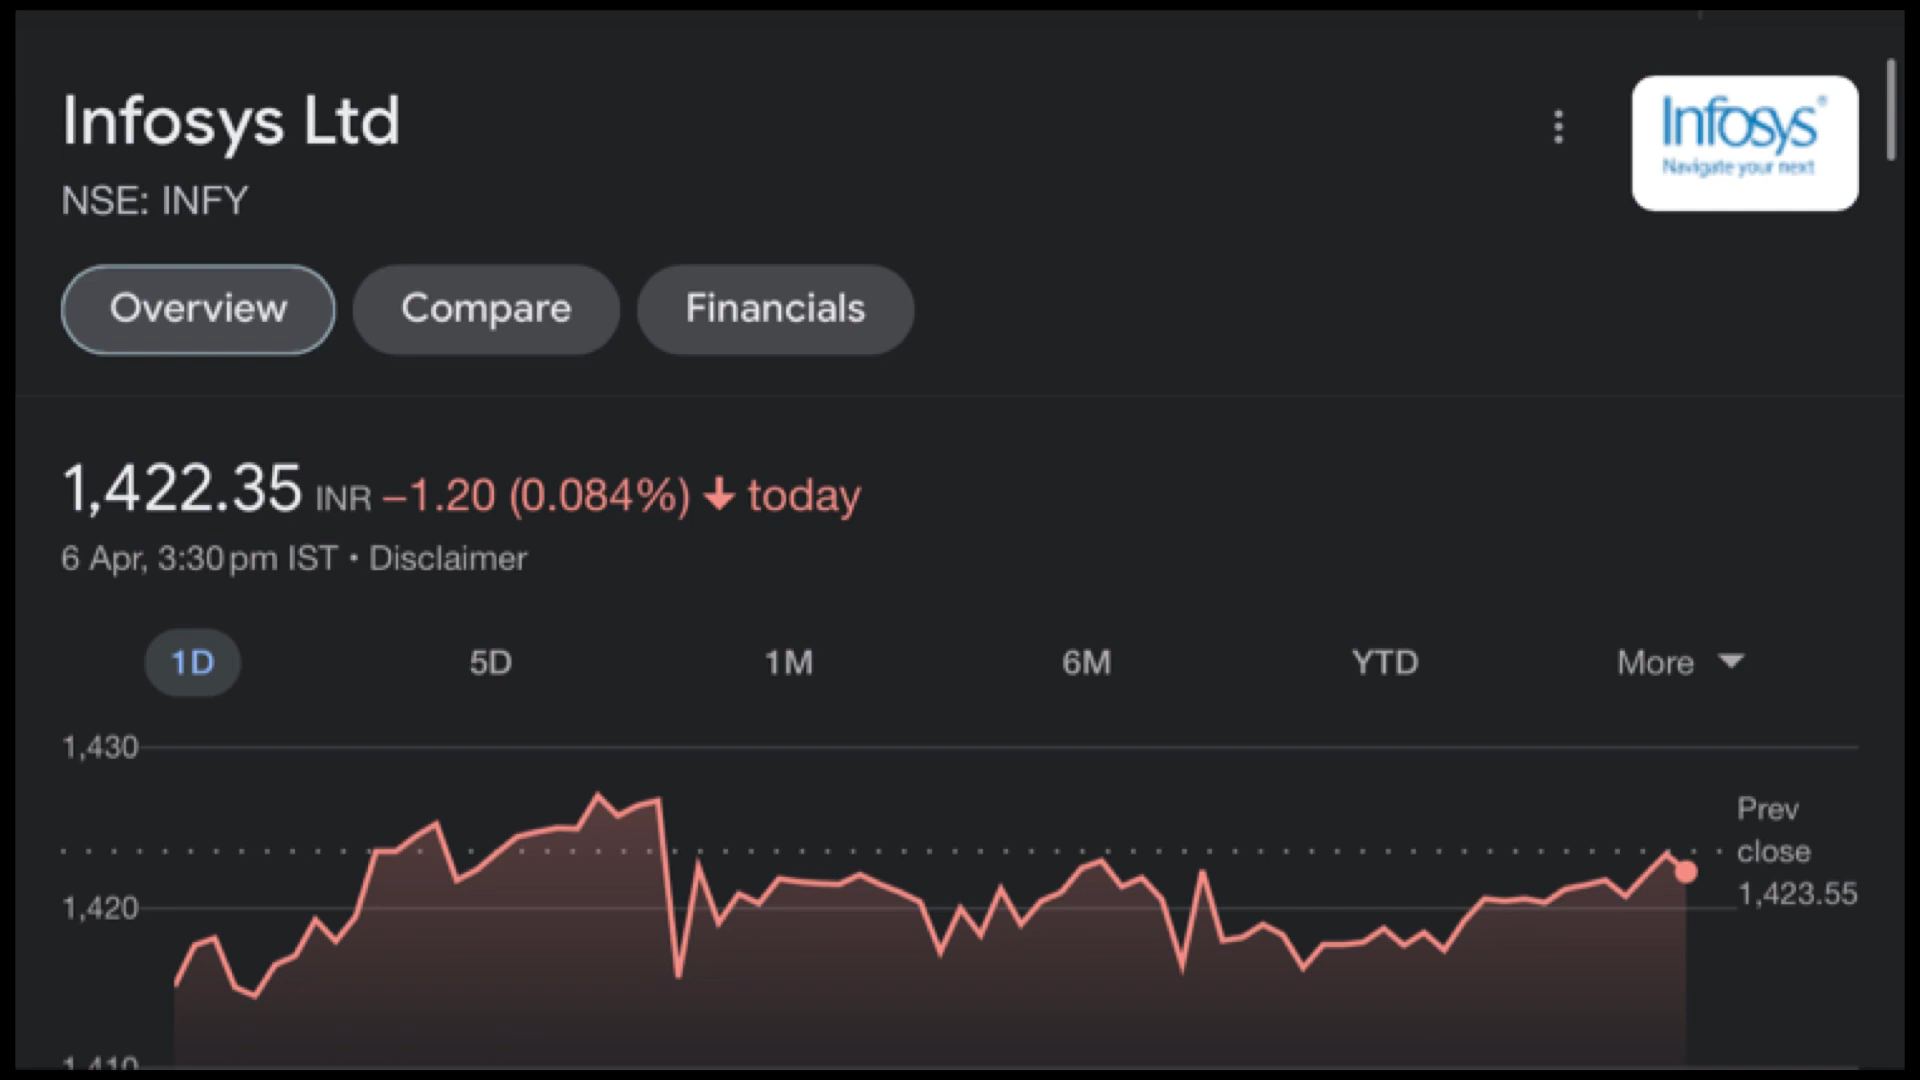 Infosys Ltd
NSE: INFY
Infosys®
Navigate your next
Overview
Compare
Financials
1,422.35 INR −1.20 (0.084%) ↓ today
6 Apr, 3:30 pm IST • Disclaimer
1D
5D
1M
6M
YTD
More
1,430
Prev
close
1,423.55
1,420
1,410